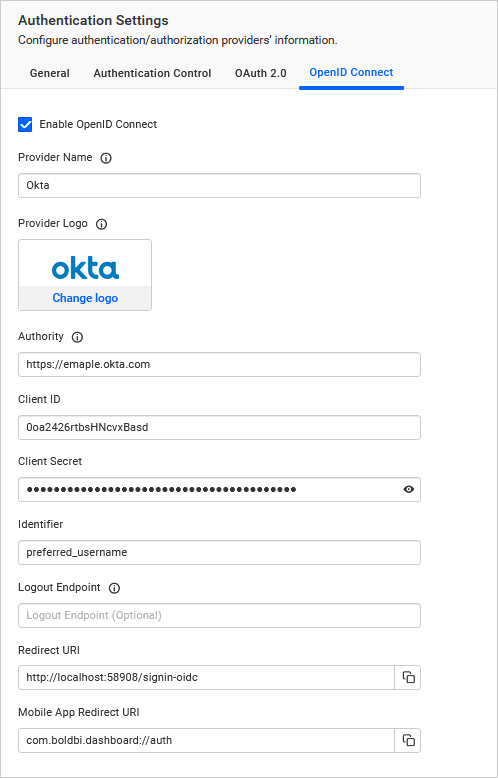 Authentication Settings
Configure authentication/authorization providers' information.
General Authentication Control OAuth 2.0 OpenID Connect
Enable OpenID Connect
Provider Name
Okta
Provider Logo
okta
Change logo
Authority
https://emaple.okta.com
Client ID
0oa2426rtbsHNcvxBasd
Client Secret
Identifier
preferred_username
Logout Endpoint
Logout Endpoint (Optional)
Redirect URI
http://localhost:58908/signin-oidc
Mobile App Redirect URI
com.boldbi.dashboard://auth